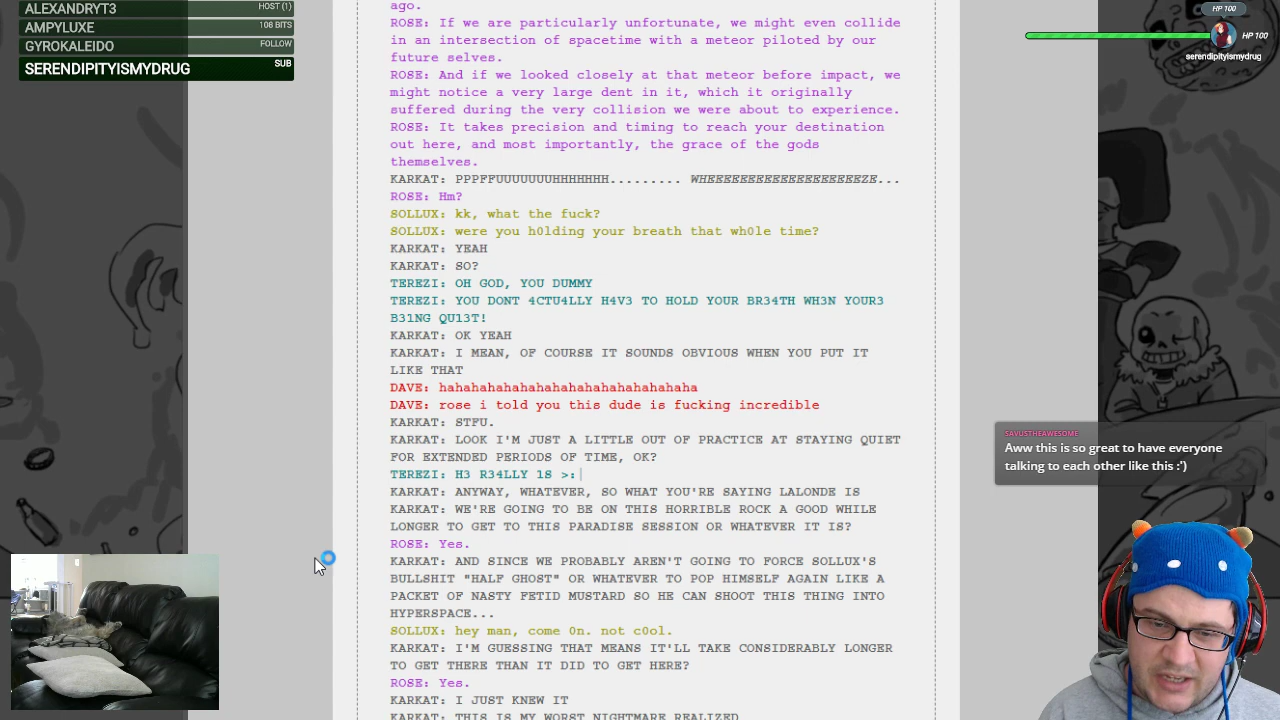 ALEXANDRYT3
HOST (1)
AMPYLUXE
108 BITS
GYROKALEIDO
FOLLOW
SERENDIPITYISMYDRUG
SUB
HP 100
HP 100
serendipityismydrug
ago.
ROSE: If we are particularly unfortunate, we might even collide
in an intersection of spacetime with a meteor piloted by our
future selves.
ROSE: And if we looked closely at that meteor before impact, we
might notice a very large dent in it, which it originally
suffered during the very collision we were about to experience.
ROSE: It takes precision and timing to reach your destination
out here, and most importantly, the grace of the gods
themselves.
KARKAT: PPPFFUUUUUUUHHHHHHH......... WHEEEEEEEEEEEEEEEEEEEEZE...
ROSE: Hm?
SOLLUX: kk, what the fuck?
SOLLUX: were you h0lding your breath that wh0le time?
KARKAT: YEAH
KARKAT: SO?
TEREZI: OH GOD, YOU DUMMY
TEREZI: YOU DONT 4CTU4LLY H4V3 TO HOLD YOUR BR34TH WH3N YOUR3
B31NG QU13T!
KARKAT: OK YEAH
KARKAT: I MEAN, OF COURSE IT SOUNDS OBVIOUS WHEN YOU PUT IT
LIKE THAT
DAVE: hahahahahahahahahahahahahahahaha
DAVE: rose i told you this dude is fucking incredible
KARKAT: STFU.
KARKAT: LOOK I'M JUST A LITTLE OUT OF PRACTICE AT STAYING QUIET
FOR EXTENDED PERIODS OF TIME, OK?
TEREZI: H3 R34LLY 1S >:|
KARKAT: ANYWAY, WHATEVER, SO WHAT YOU'RE SAYING LALONDE IS
KARKAT: WE'RE GOING TO BE ON THIS HORRIBLE ROCK A GOOD WHILE
LONGER TO GET TO THIS PARADISE SESSION OR WHATEVER IT IS?
ROSE: Yes.
KARKAT: AND SINCE WE PROBABLY AREN'T GOING TO FORCE SOLLUX'S
BULLSHIT "HALF GHOST" OR WHATEVER TO POP HIMSELF AGAIN LIKE A
PACKET OF NASTY FETID MUSTARD SO HE CAN SHOOT THIS THING INTO
HYPERSPACE...
SOLLUX: hey man, come 0n. not c0ol.
KARKAT: I'M GUESSING THAT MEANS IT'LL TAKE CONSIDERABLY LONGER
TO GET THERE THAN IT DID TO GET HERE?
ROSE: Yes.
KARKAT: I JUST KNEW IT
KARKAT: THIS IS MY WORST NIGHTMARE REALIZED
SAVUSTHEAWESOME
Aww this is so great to have everyone
talking to each other like this :')